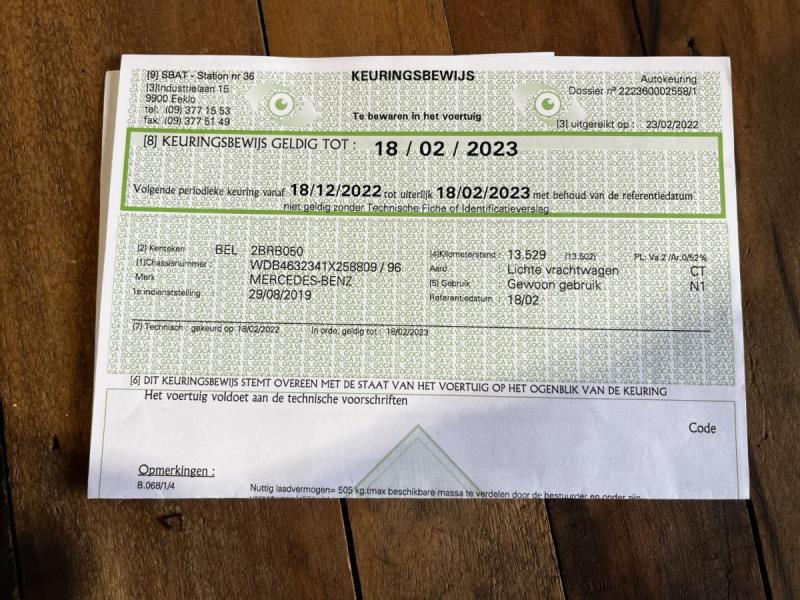 [9] SBAT - Station nr 36
[3]Industrielaan 15
9900 Eeklo
tel: (09) 377 15 53
fax: (09) 377 51 49
KEURINGSBEWIJS
Te bewaren in het voertuig
Autokeuring
Dossier nº 222360002558/1
[3] uitgereikt op : 23/02/2022
[8] KEURINGSBEWIJS GELDIG TOT : 18 / 02 / 2023
Volgende periodieke keuring vanaf 18/12/2022 tot uiterlijk 18/02/2023 met behoud van de referentiedatum
niet geldig zonder Technische Fiche of Identificatieverslag
[2] Kenteken BEL 2BRB050
[1]Chassisnummer : WDB4632341X258809 / 96
Merk MERCEDES-BENZ
1e indienststelling : 29/08/2019
[4]Kilometerstand : 13.529 (13.502) PL: Va.2 /Ar.0/52%
Aard Lichte vrachtwagen CT
[5] Gebruik Gewoon gebruik N1
Referentiedatum 18/02
[7] Technisch : gekeurd op 18/02/2022 In orde, geldig tot : 18/02/2023
[6] DIT KEURINGSBEWIJS STEMT OVEREEN MET DE STAAT VAN HET VOERTUIG OP HET OGENBLIK VAN DE KEURING
Het voertuig voldoet aan de technische voorschriften
Code
Opmerkingen :
B.068/1/4
Nuttig laadvermogen= 505 kg.(max beschikbare massa te verdelen door de bestuurder en onder zijn